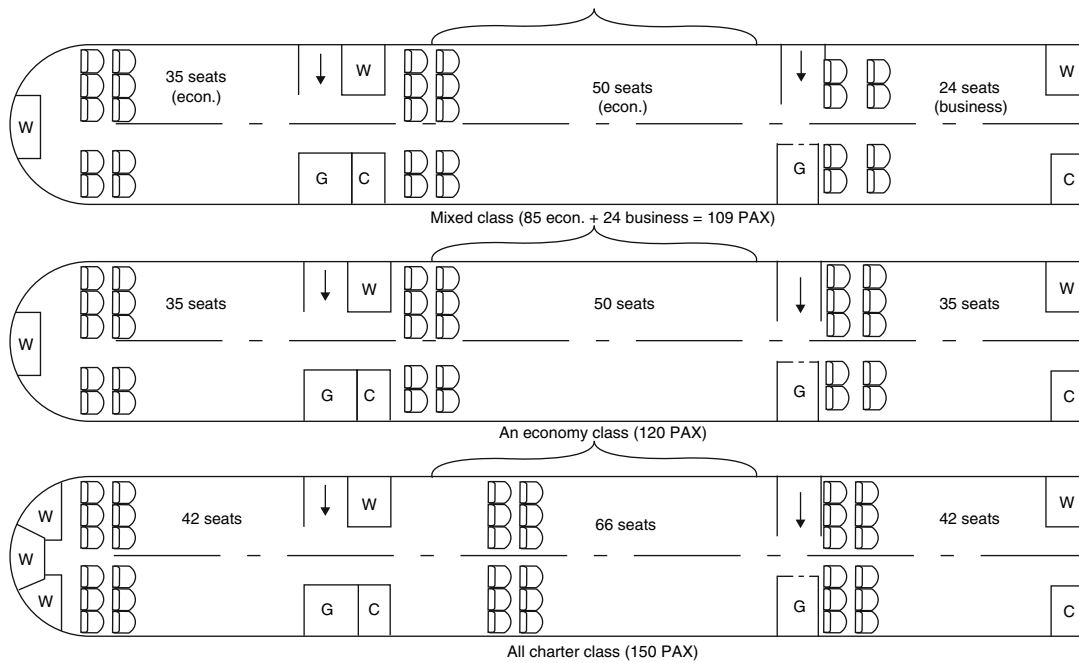 35 seats
(econ.)
W
50 seats
(econ.)
24 seats
(business)
W
W
G C
G
C
Mixed class (85 econ. + 24 business = 109 PAX)
35 seats
W
50 seats
35 seats
W
W
G C
G
C
An economy class (120 PAX)
W
42 seats
W
66 seats
42 seats
W
W
W
G C
G
C
All charter class (150 PAX)